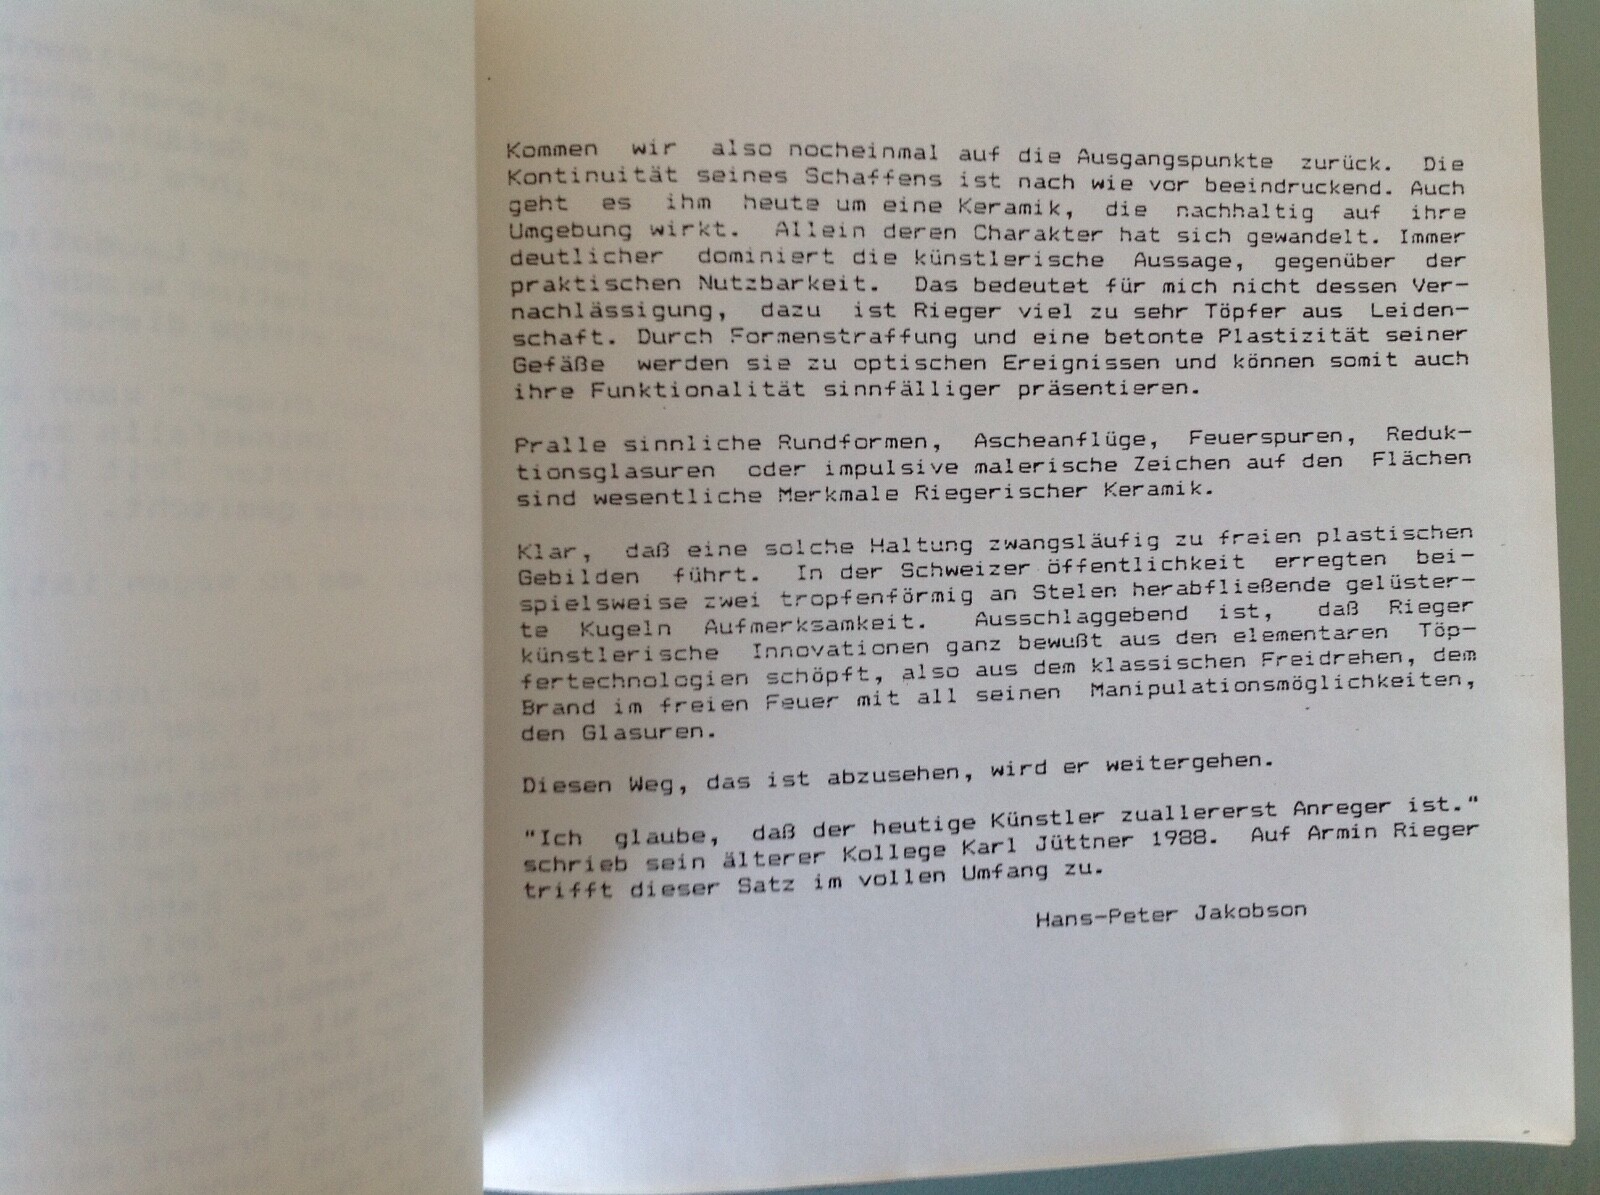 Kommen wir also nocheinmal auf die Ausgangspunkte zurück. Die
Kontinuität seines Schaffens ist nach wie vor beeindruckend. Auch
geht es ihm heute um eine Keramik, die nachhaltig auf ihre
Umgebung wirkt. Allein deren Charakter hat sich gewandelt. Immer
deutlicher dominiert die künstlerische Aussage, gegenüber der
praktischen Nutzbarkeit. Das bedeutet für mich nicht dessen Ver-
nachlässigung, dazu ist Rieger viel zu sehr Töpfer aus Leiden-
schaft. Durch Formenstraffung und eine betonte Plastizität seiner
Gefäße werden sie zu optischen Ereignissen und können somit auch
ihre Funktionalität sinnfälliger präsentieren.
Pralle sinnliche Rundformen, Ascheanflüge, Feuerspuren, Reduk-
tionsglasuren oder impulsive malerische Zeichen auf den Flächen
sind wesentliche Merkmale Riegerischer Keramik.
Klar, daß eine solche Haltung zwangsläufig zu freien plastischen
Gebilden führt. In der Schweizer öffentlichkeit erregten bei-
spielsweise zwei tropfenförmig an Stelen herabfließende gelüster-
te Kugeln Aufmerksamkeit. Ausschlaggebend ist, daß Rieger
künstlerische Innovationen ganz bewußt aus den elementaren Töp-
fertechnologien schöpft, also aus dem klassischen Freidrehen, dem
Brand im freien Feuer mit all seinen Manipulationsmöglichkeiten,
den Glasuren.
Diesen Weg, das ist abzusehen, wird er weitergehen.
"Ich glaube, daß der heutige Künstler zuallererst Anreger ist."
schrieb sein älterer Kollege Karl Jüttner 1988. Auf Armin Rieger
trifft dieser Satz im vollen Umfang zu.
Hans-Peter Jakobson